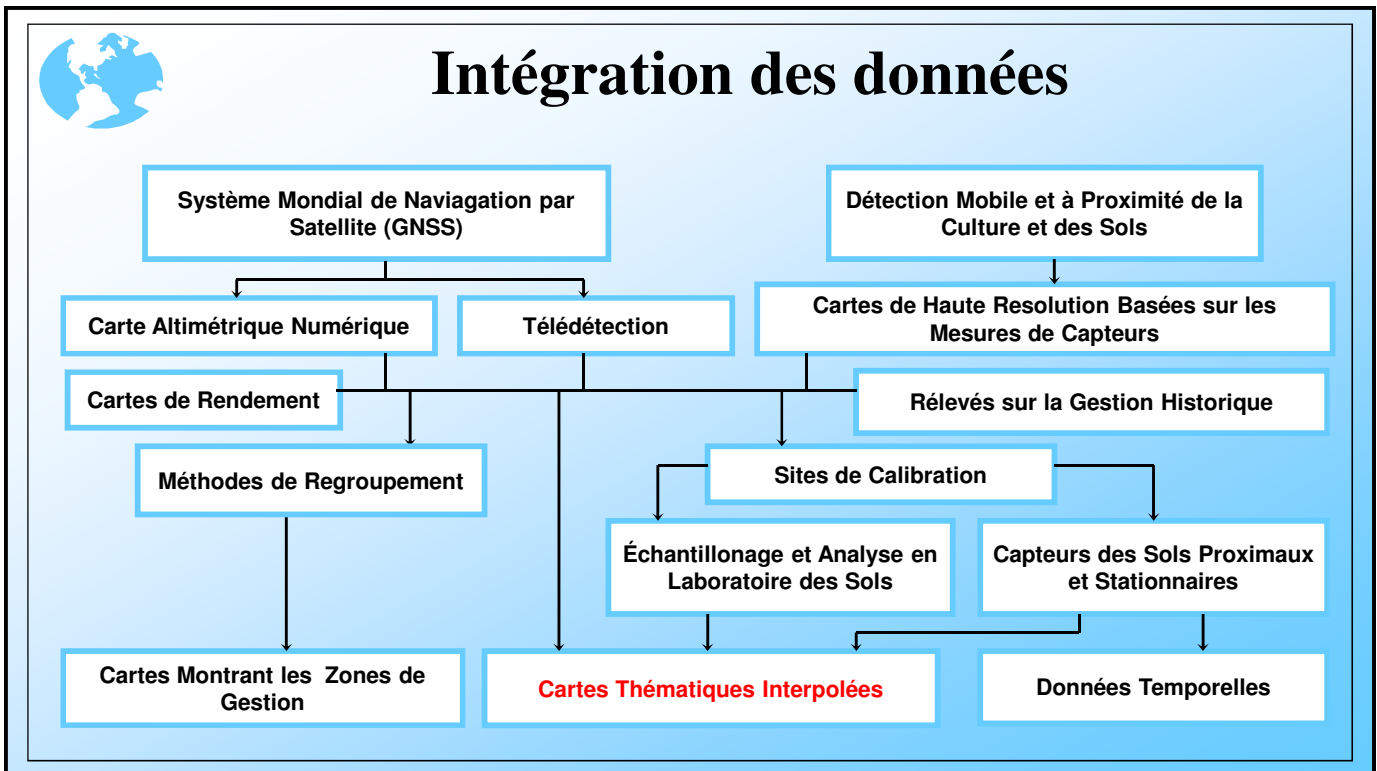 Intégration des données
Système Mondial de Naviagation par
Satellite (GNSS)
Détection Mobile et à Proximité de la
Culture et des Sols
Carte Altimétrique Numérique
Télédétection
Cartes de Haute Resolution Basées sur les
Mesures de Capteurs
Cartes de Rendement
Rélevés sur la Gestion Historique
Méthodes de Regroupement
Sites de Calibration
Échantillonage et Analyse en
Laboratoire des Sols
Capteurs des Sols Proximaux
et Stationnaires
Cartes Montrant les Zones de
Gestion
Cartes Thématiques Interpolées
Données Temporelles